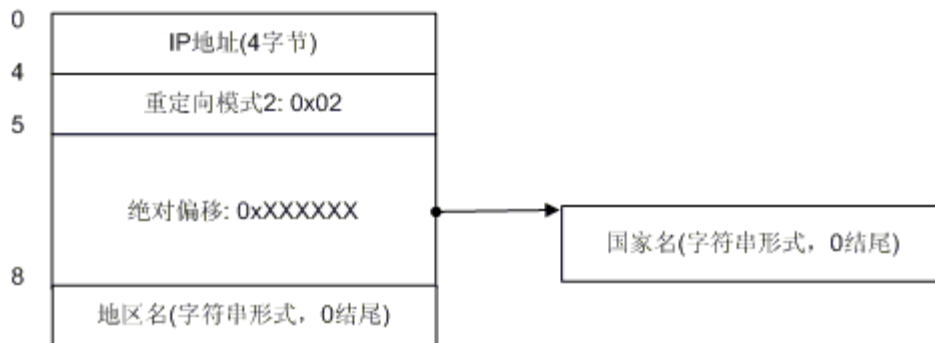 0
IP地址(4字节)
4
重定向模式2: 0x02
5
绝对偏移: 0xXXXXXX
国家名(字符串形式，0结尾)
8
地区名(字符串形式，0结尾)